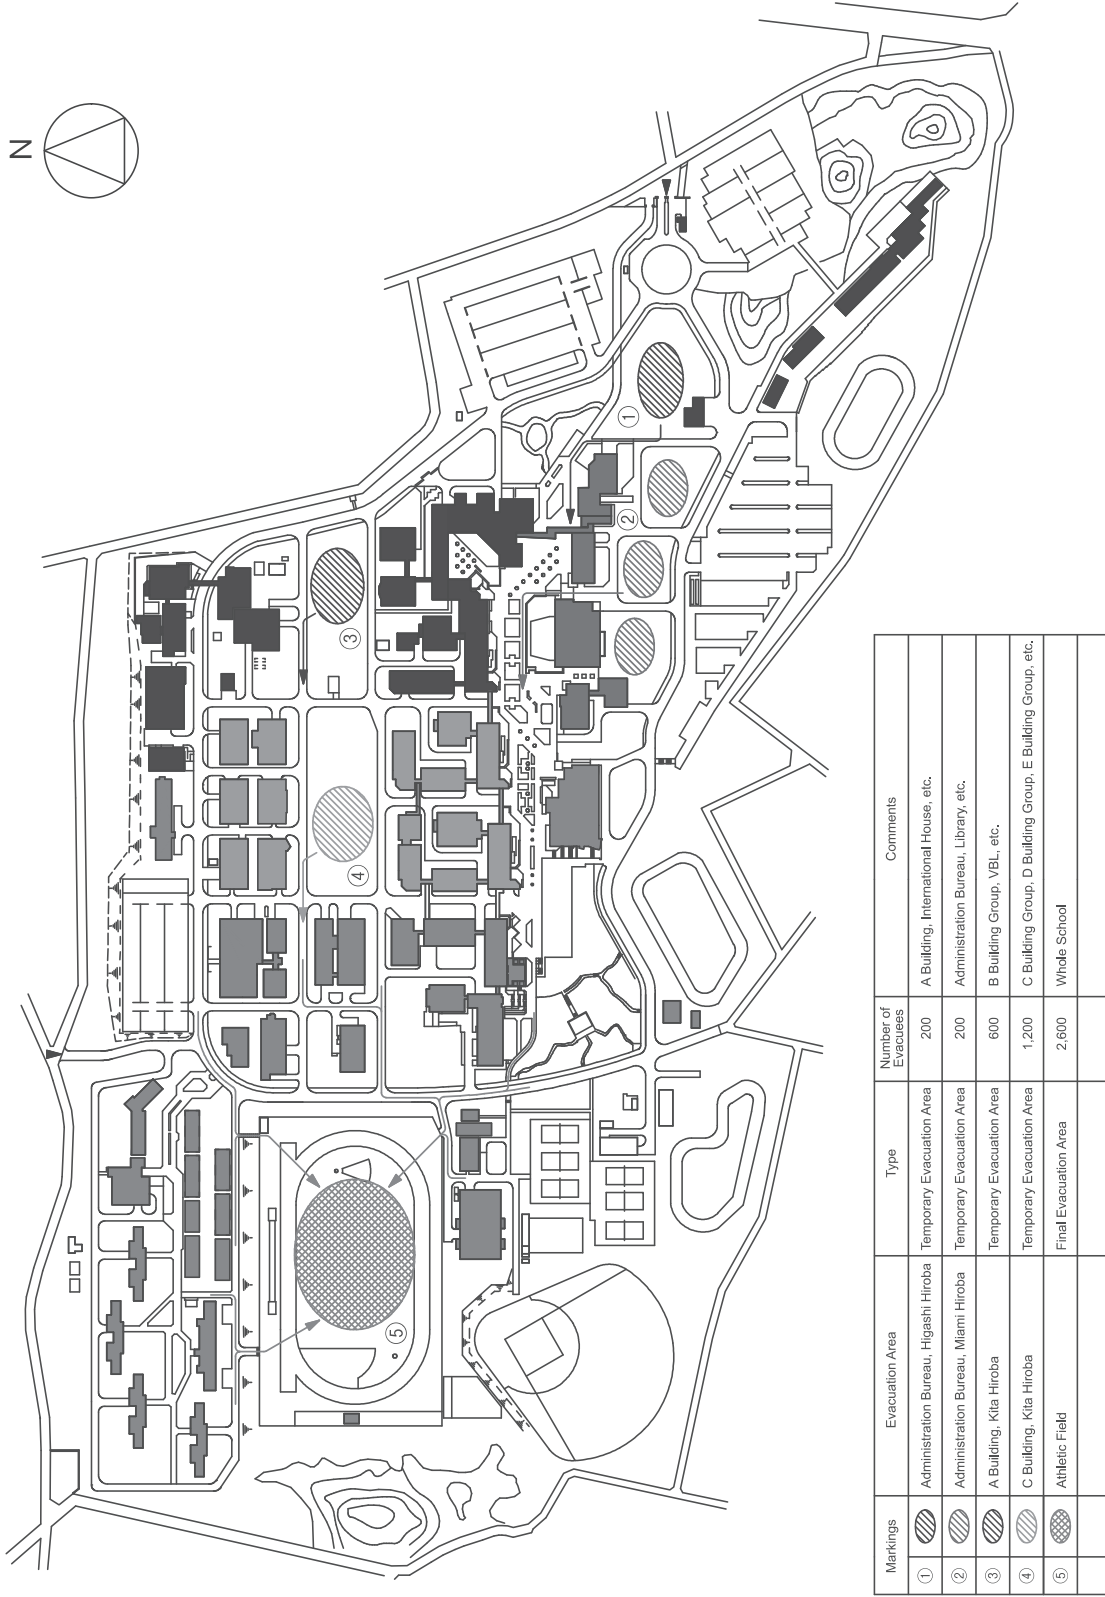 N
①
②
③
④
⑤
Markings Evacuation Area Type Number of Evacuees Comments
① Administration Bureau, Higashi Hiroba Temporary Evacuation Area 200 A Building, International House, etc.
② Administration Bureau, Miami Hiroba Temporary Evacuation Area 200 Administration Bureau, Library, etc.
③ A Building, Kita Hiroba Temporary Evacuation Area 600 B Building Group, VBL, etc.
④ C Building, Kita Hiroba Temporary Evacuation Area 1,200 C Building Group, D Building Group, E Building Group, etc.
⑤ Athletic Field Final Evacuation Area 2,600 Whole School